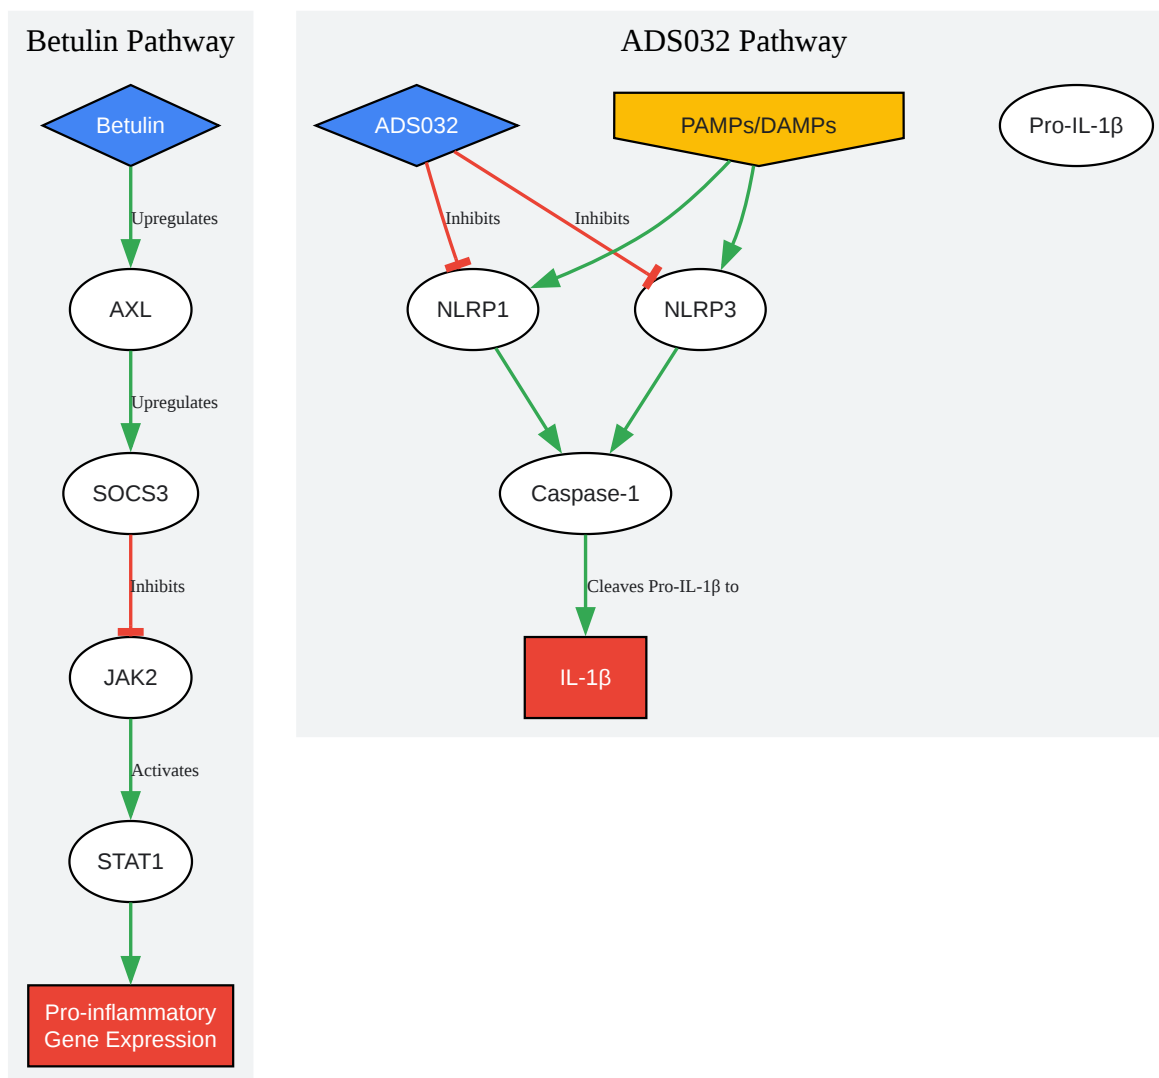 Betulin Pathway
Betulin
Upregulates
AXL
Upregulates
SOCS3
Inhibits
JAK2
Activates
STAT1
Pro-inflammatory
Gene Expression
ADS032 Pathway
ADS032
PAMPs/DAMPs
Pro-IL-1β
Inhibits
Inhibits
NLRP1
NLRP3
Caspase-1
Cleaves Pro-IL-1β to
IL-1β